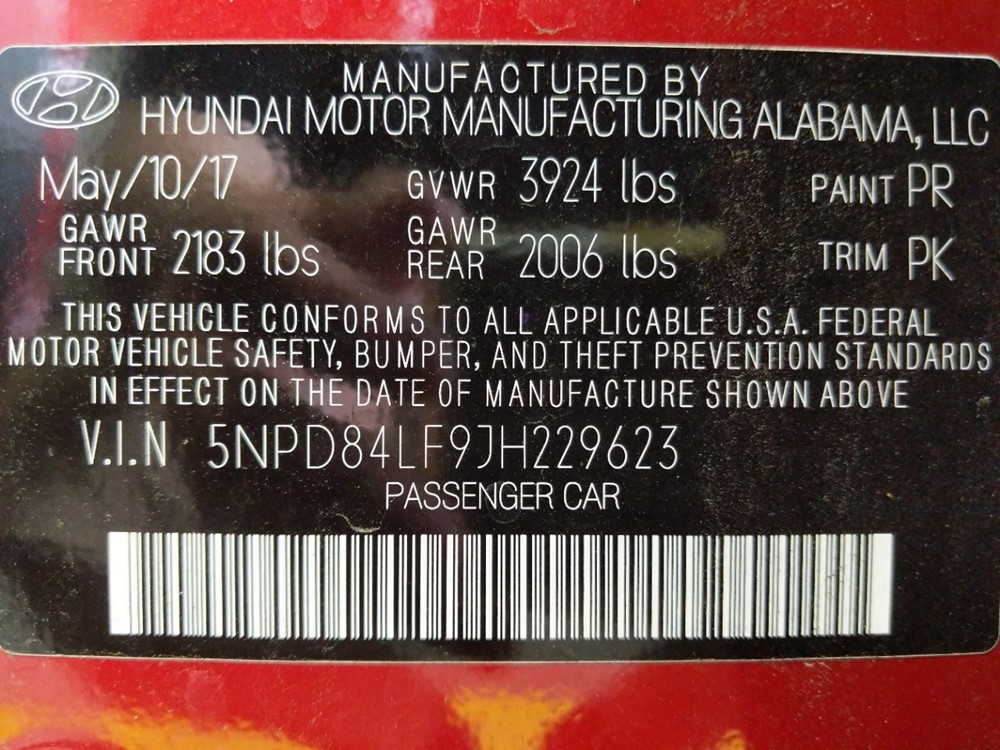 MANUFACTURED BY
HYUNDAI MOTOR MANUFACTURING ALABAMA, LLC
May/10/17 GVWR 3924 lbs PAINT PR
GAWR FRONT 2183 lbs GAWR REAR 2006 lbs TRIM PK
THIS VEHICLE CONFORMS TO ALL APPLICABLE U.S.A. FEDERAL
MOTOR VEHICLE SAFETY, BUMPER, AND THEFT PREVENTION STANDARDS
IN EFFECT ON THE DATE OF MANUFACTURE SHOWN ABOVE
V.I.N 5NPD84LF9JH229623
PASSENGER CAR